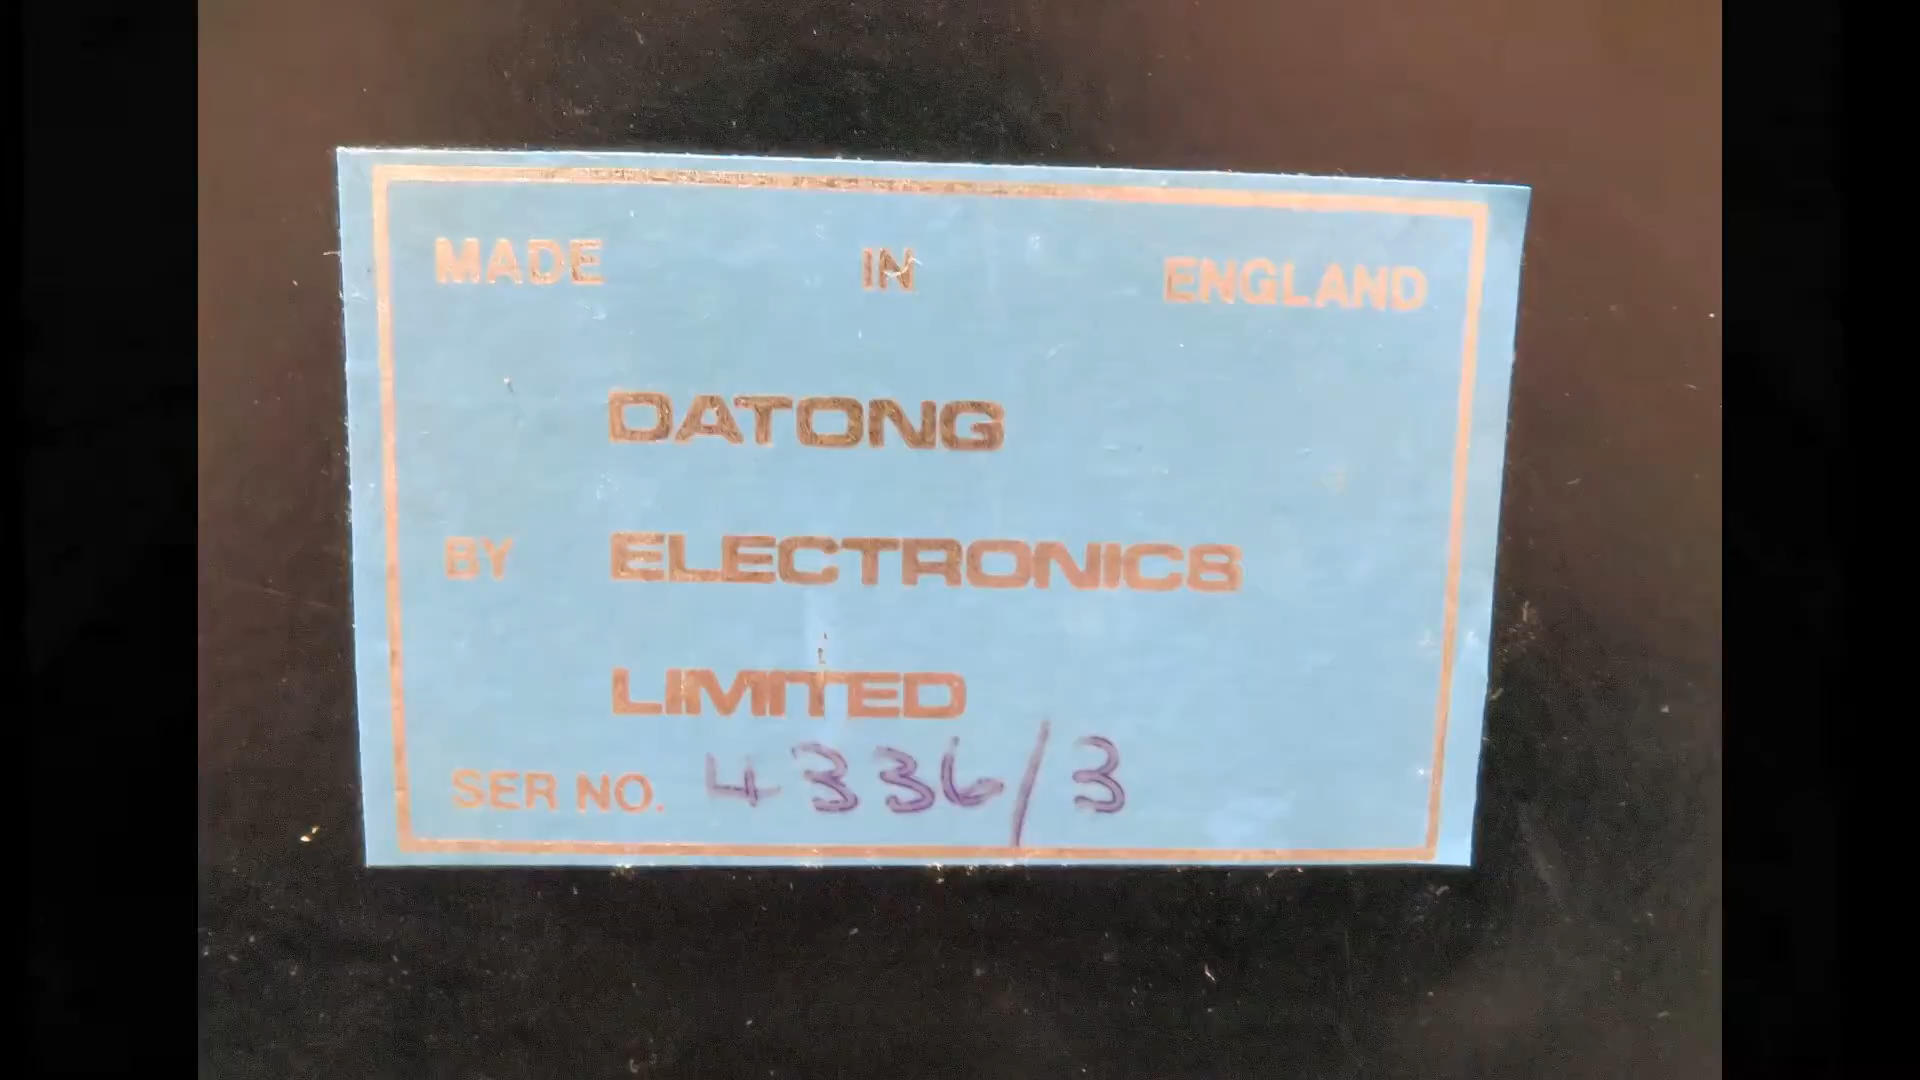 MADE IN ENGLAND
DATONG
BY ELECTRONICS
LIMITED
SER NO. 4336/3